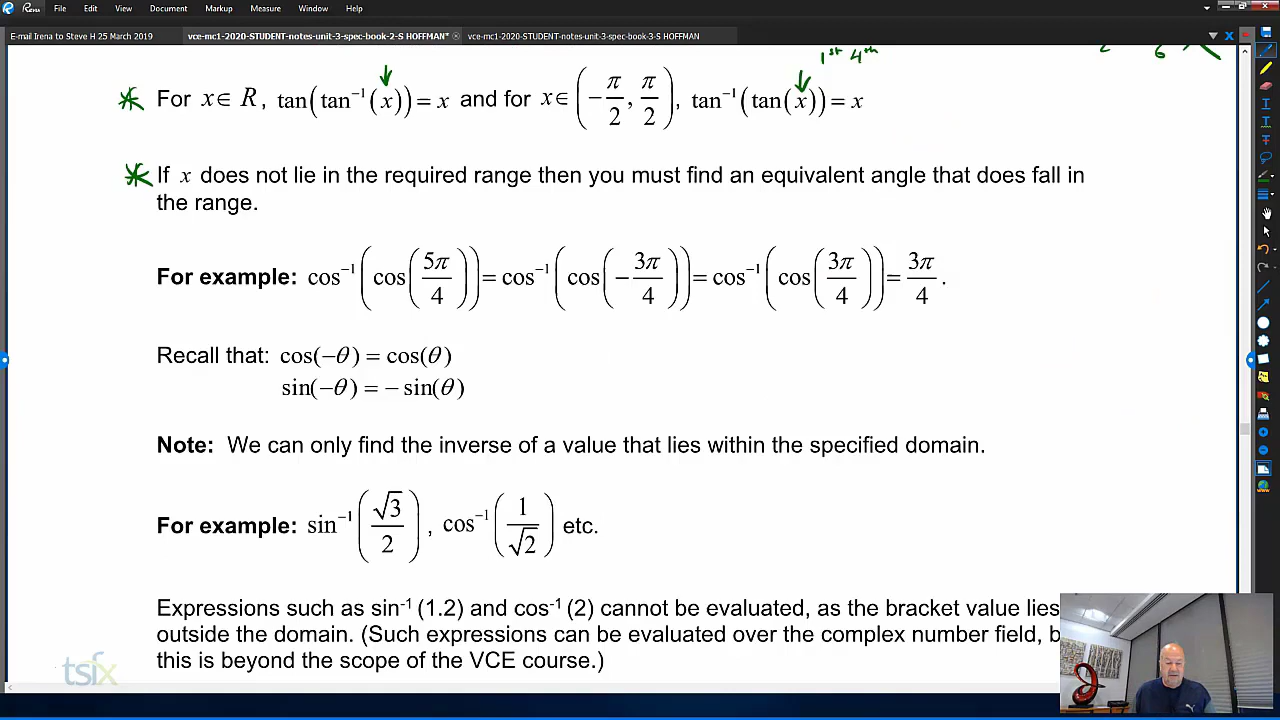 File Edit View Document Markup Measure Window Help
E-mail Irena to Steve H 25 March 2019 vce-mc1-2020-STUDENT-notes-unit-3-spec-book-2-S HOFFMAN* vce-mc1-2020-STUDENT-notes-unit-3-spec-book-3-S HOFFMAN
1st 4th 2 6
For x ∈ R, tan(tan⁻¹(x)) = x and for x ∈ (−π/2, π/2), tan⁻¹(tan(x)) = x
If x does not lie in the required range then you must find an equivalent angle that does fall in
the range.
For example: cos⁻¹(cos(5π/4)) = cos⁻¹(cos(−3π/4)) = cos⁻¹(cos(3π/4)) = 3π/4.
Recall that: cos(−θ) = cos(θ)
sin(−θ) = − sin(θ)
Note: We can only find the inverse of a value that lies within the specified domain.
For example: sin⁻¹(√3/2), cos⁻¹(1/√2) etc.
Expressions such as sin⁻¹ (1.2) and cos⁻¹ (2) cannot be evaluated, as the bracket value lies
outside the domain. (Such expressions can be evaluated over the complex number field, b
this is beyond the scope of the VCE course.)
tsfx